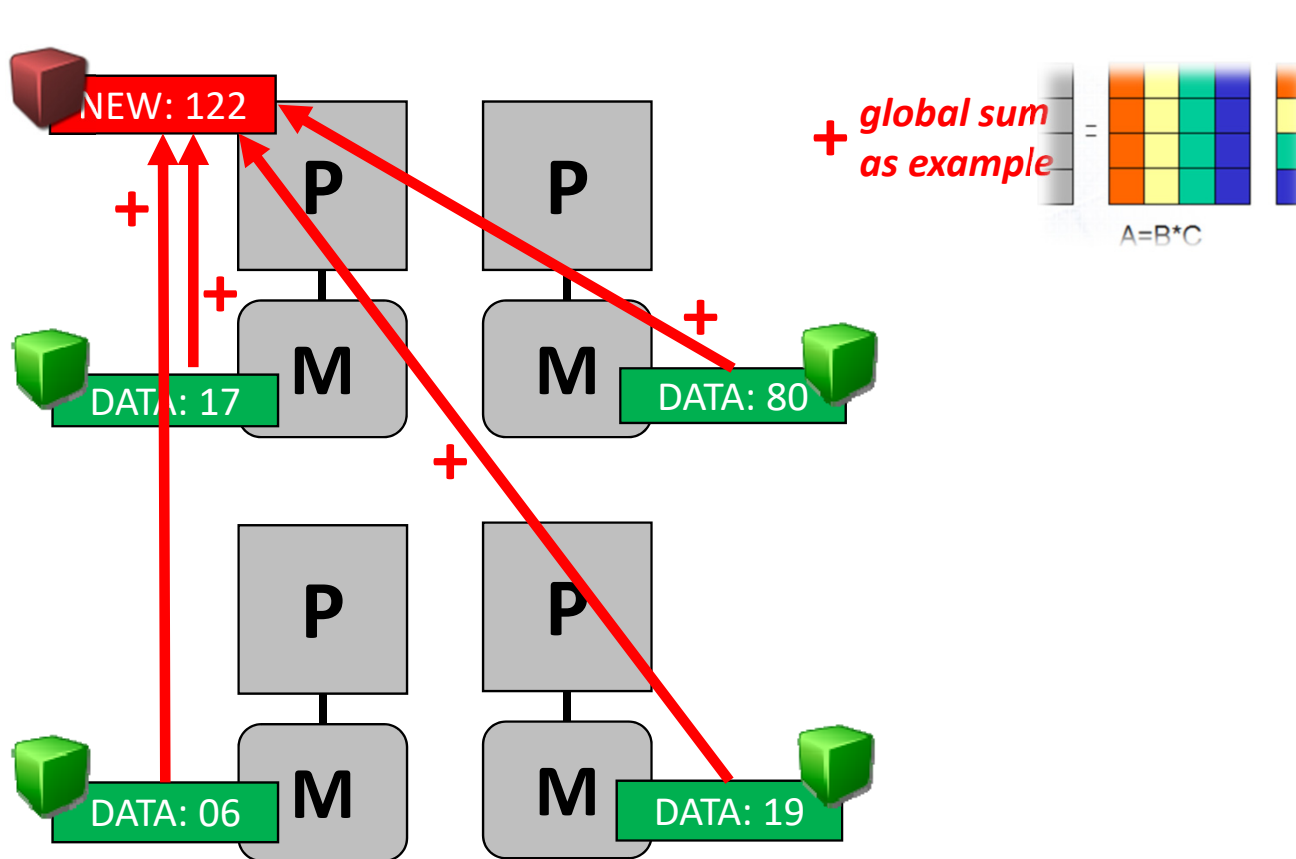 NEW: 122
+ global sum
as example
=
A=B*C
P
P
+
+
+
M
M
DATA: 17
DATA: 80
+
P
P
M
M
DATA: 06
DATA: 19